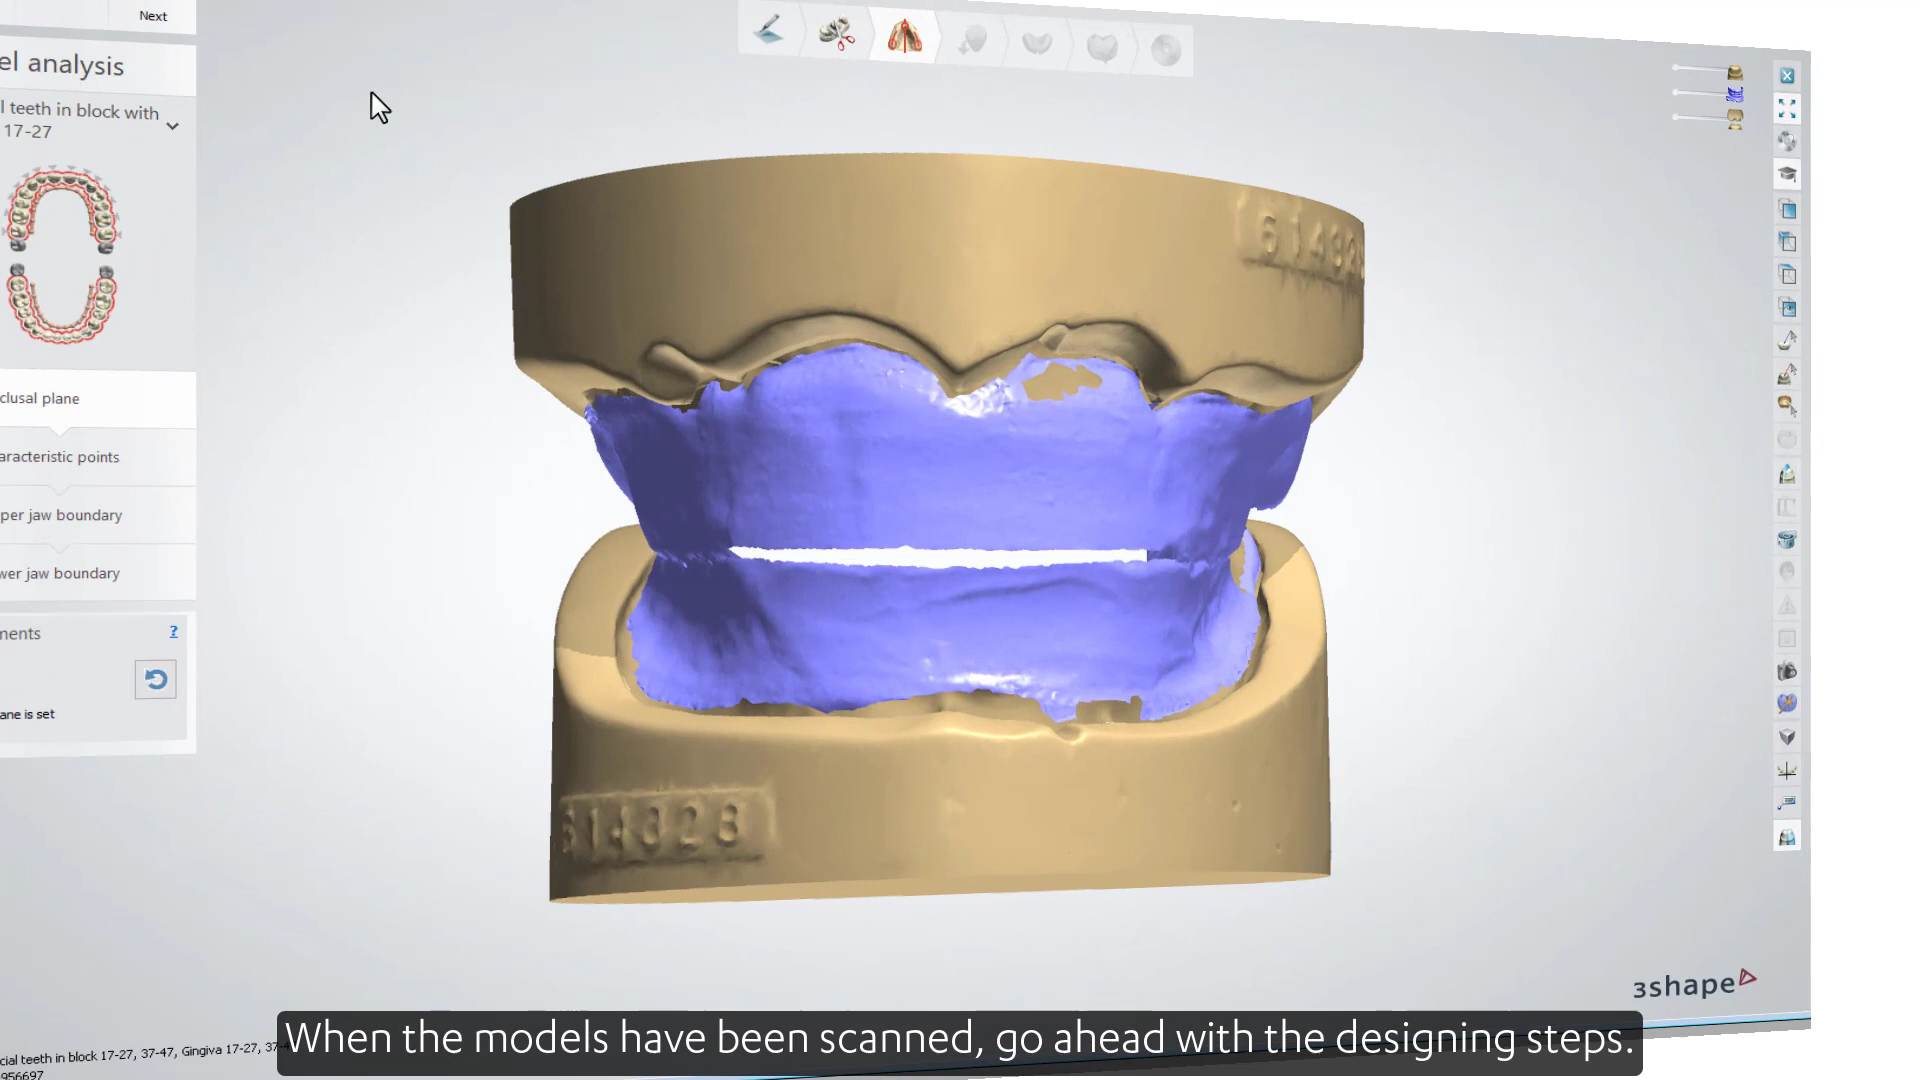 Next
el analysis
l teeth in block with
17-27
clusal plane
aracteristic points
per jaw boundary
wer jaw boundary
nents
?
ane is set
614328
3shape
When the models have been scanned, go ahead with the designing steps.
cial teeth in block 17-27, 37-47, Gingiva 17-27, 37-4
956697